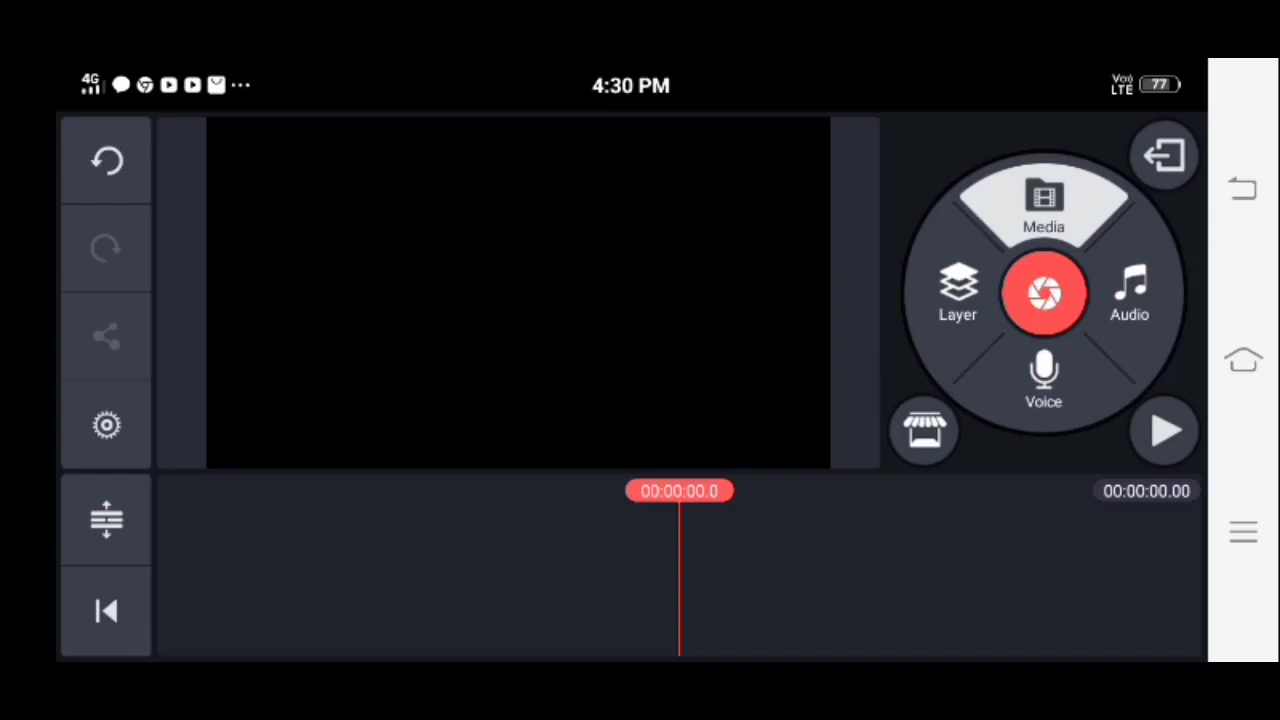 4G
4:30 PM
Vo))
LTE
77
Media
Layer
Audio
Voice
00:00:00.0
00:00:00.00